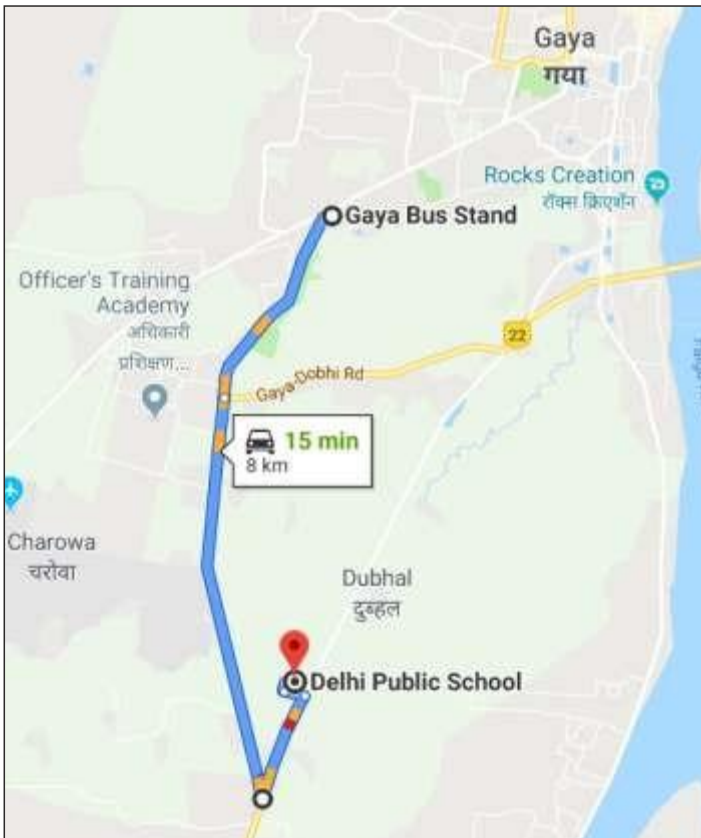 Gaya
गया
Rocks Creation
रॉक्स क्रिएशॅन
Gaya Bus Stand
Officer's Training
Academy
अधिकारी
प्रशिक्षण...
22
Gaya-Dobhi Rd
15 min
8 km
Charowa
चरोवा
Dubhal
दुब्हल
Delhi Public School